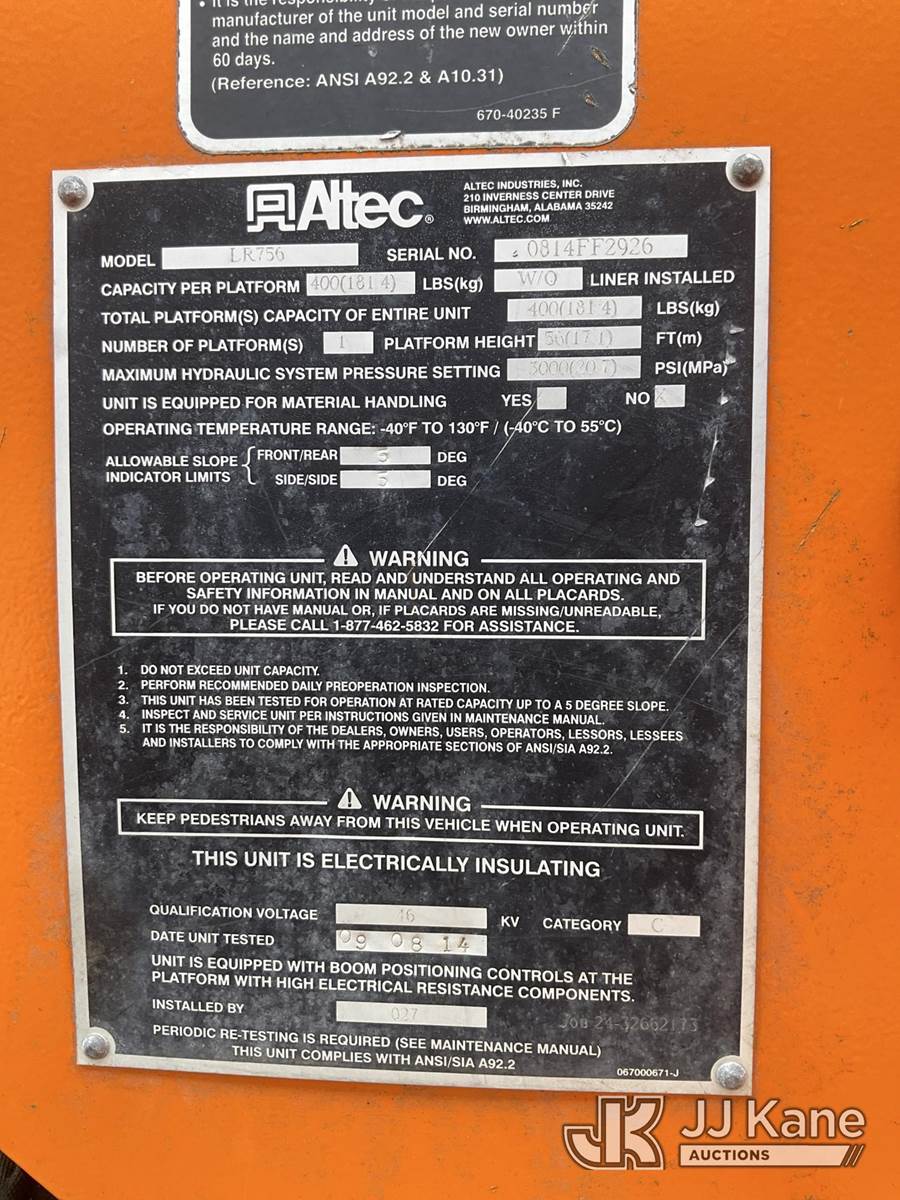 manufacturer of the unit model and serial number
and the name and address of the new owner within
60 days.
(Reference: ANSI A92.2 & A10.31)
670-40235 F
Altec®
ALTEC INDUSTRIES, INC.
210 INVERNESS CENTER DRIVE
BIRMINGHAM, ALABAMA 35242
WWW.ALTEC.COM
MODEL LR756 SERIAL NO. 0814FF2926
CAPACITY PER PLATFORM 400(181.4) LBS(kg) W/O LINER INSTALLED
TOTAL PLATFORM(S) CAPACITY OF ENTIRE UNIT 400(181.4) LBS(kg)
NUMBER OF PLATFORM(S) 1 PLATFORM HEIGHT 56(17.1) FT(m)
MAXIMUM HYDRAULIC SYSTEM PRESSURE SETTING 3000(20.7) PSI(MPa)
UNIT IS EQUIPPED FOR MATERIAL HANDLING YES NO X
OPERATING TEMPERATURE RANGE: -40°F TO 130°F / (-40°C TO 55°C)
ALLOWABLE SLOPE INDICATOR LIMITS
FRONT/REAR 5 DEG
SIDE/SIDE 5 DEG
WARNING
BEFORE OPERATING UNIT, READ AND UNDERSTAND ALL OPERATING AND
SAFETY INFORMATION IN MANUAL AND ON ALL PLACARDS.
IF YOU DO NOT HAVE MANUAL OR, IF PLACARDS ARE MISSING/UNREADABLE,
PLEASE CALL 1-877-462-5832 FOR ASSISTANCE.
1. DO NOT EXCEED UNIT CAPACITY.
2. PERFORM RECOMMENDED DAILY PREOPERATION INSPECTION.
3. THIS UNIT HAS BEEN TESTED FOR OPERATION AT RATED CAPACITY UP TO A 5 DEGREE SLOPE.
4. INSPECT AND SERVICE UNIT PER INSTRUCTIONS GIVEN IN MAINTENANCE MANUAL.
5. IT IS THE RESPONSIBILITY OF THE DEALERS, OWNERS, USERS, OPERATORS, LESSORS, LESSEES
AND INSTALLERS TO COMPLY WITH THE APPROPRIATE SECTIONS OF ANSI/SIA A92.2.
WARNING
KEEP PEDESTRIANS AWAY FROM THIS VEHICLE WHEN OPERATING UNIT.
THIS UNIT IS ELECTRICALLY INSULATING
QUALIFICATION VOLTAGE 46 KV CATEGORY C
DATE UNIT TESTED 09 08 14
UNIT IS EQUIPPED WITH BOOM POSITIONING CONTROLS AT THE
PLATFORM WITH HIGH ELECTRICAL RESISTANCE COMPONENTS.
INSTALLED BY 027
PERIODIC RE-TESTING IS REQUIRED (SEE MAINTENANCE MANUAL)
THIS UNIT COMPLIES WITH ANSI/SIA A92.2
067000671-J
JK JJ Kane
AUCTIONS